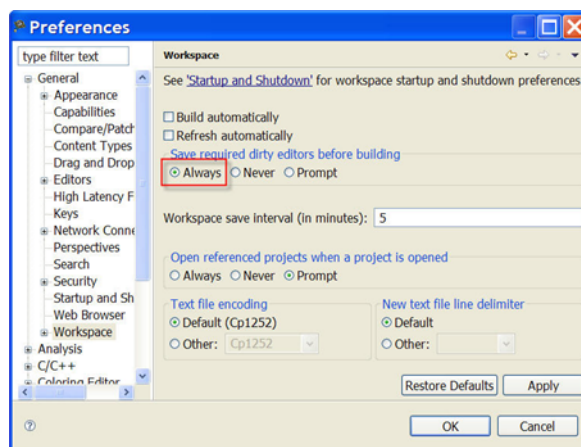 Preferences
type filter text
General
Appearance
Capabilities
Compare/Patch
Content Types
Drag and Drop
Editors
High Latency F
Keys
Network Conne
Perspectives
Search
Security
Startup and Sh
Web Browser
Workspace
Analysis
C/C++
Coloring Editor
Workspace
See 'Startup and Shutdown' for workspace startup and shutdown preferences
Build automatically
Refresh automatically
Save required dirty editors before building
Always Never Prompt
Workspace save interval (in minutes): 5
Open referenced projects when a project is opened
Always Never Prompt
Text file encoding
Default (Cp1252)
Other: Cp1252
New text file line delimiter
Default
Other:
Restore Defaults Apply
OK Cancel